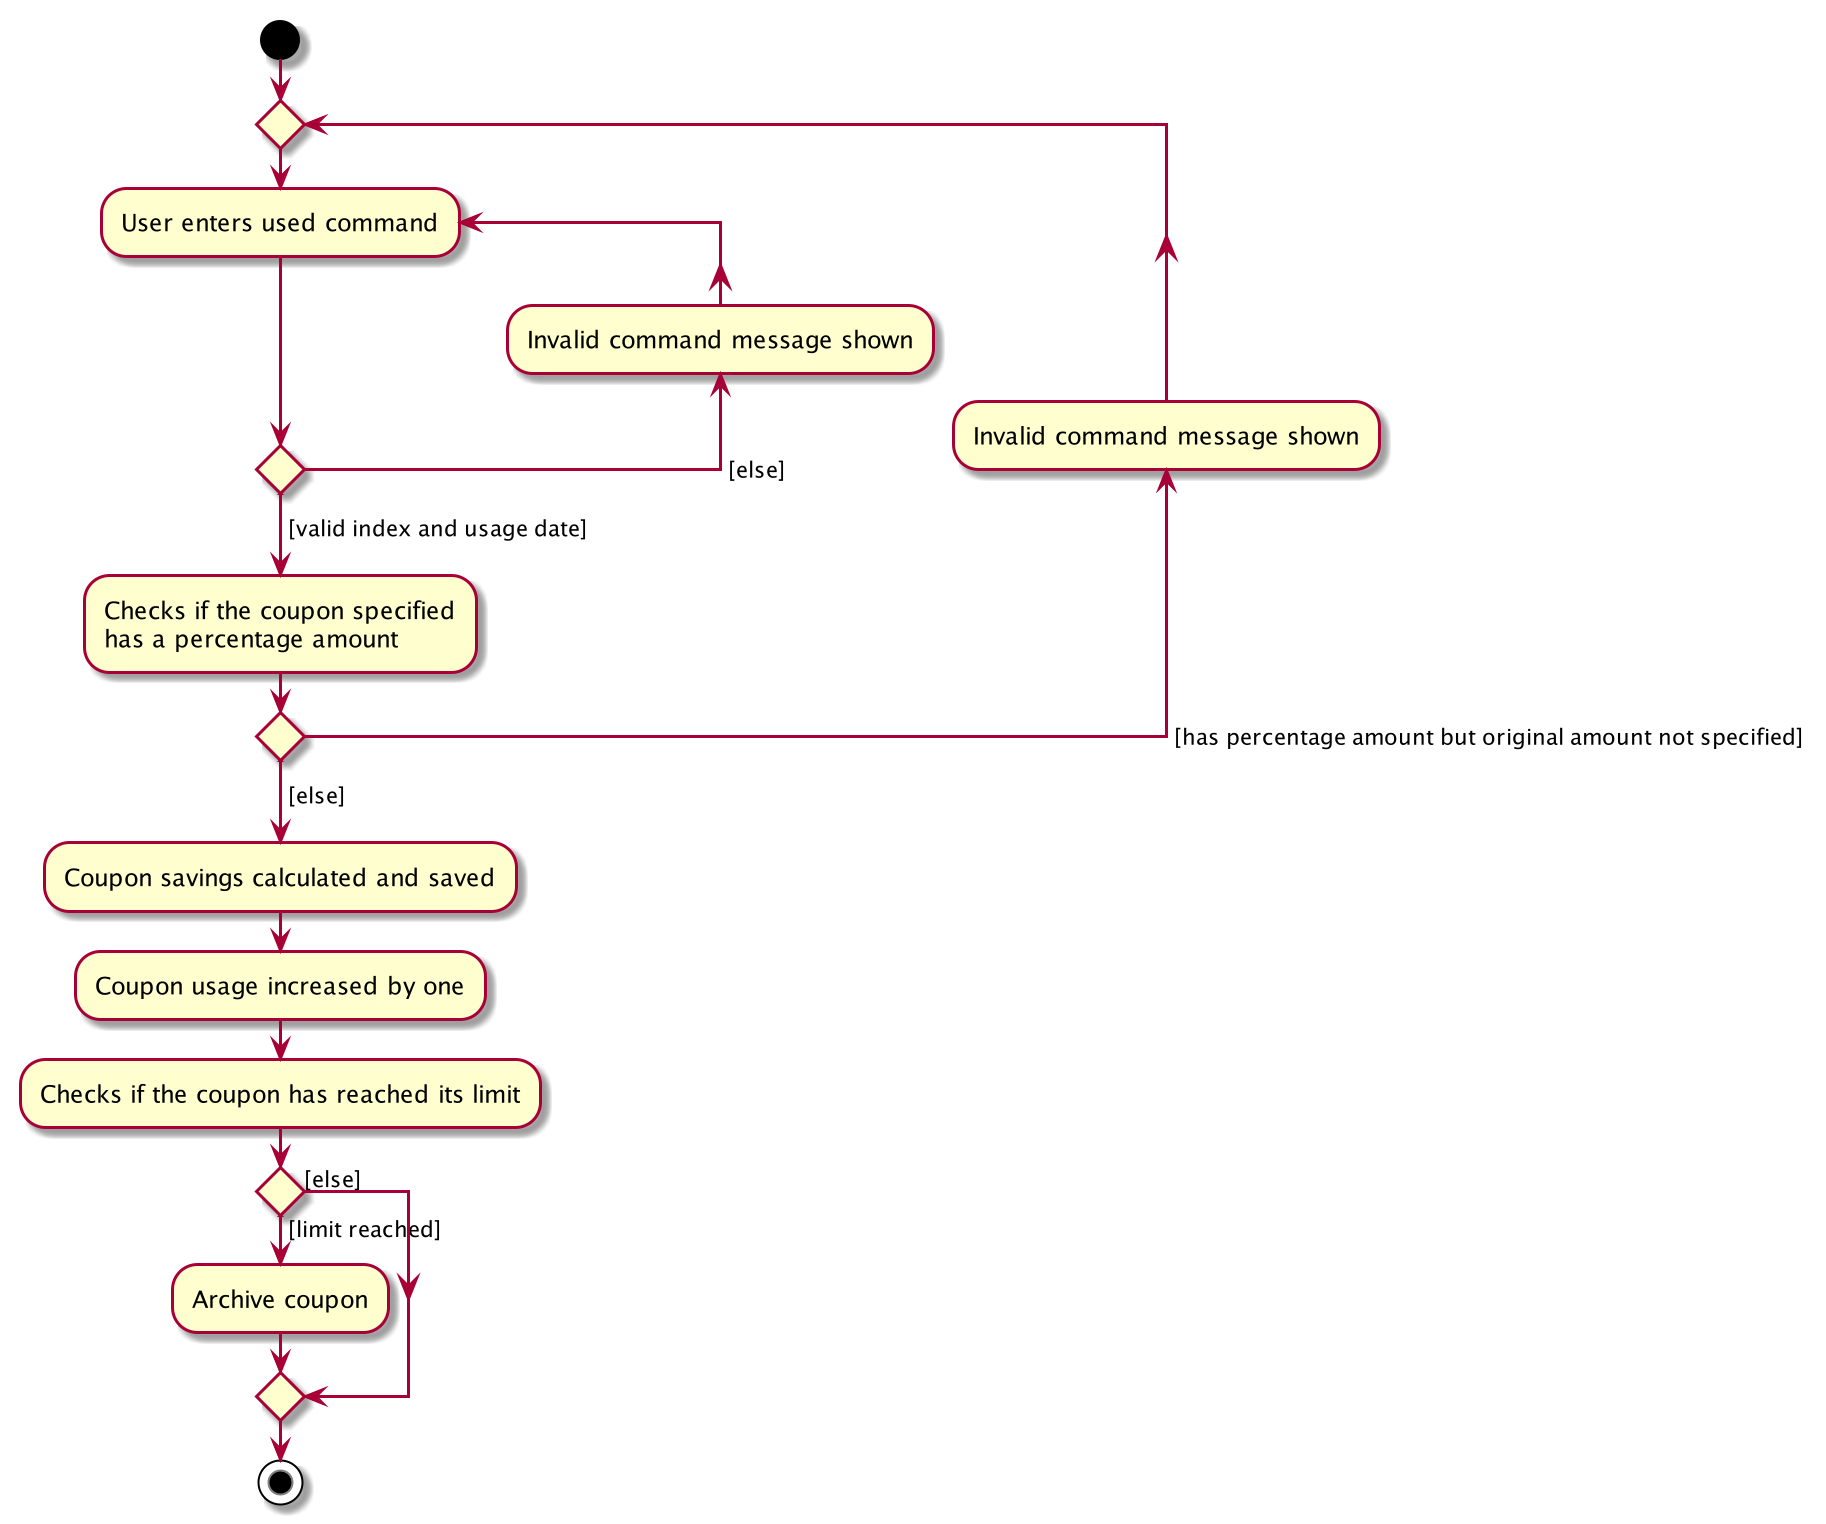 User enters used command
Invalid command message shown
Invalid command message shown
[else]
[valid index and usage date]
Checks if the coupon specified
has a percentage amount
[has percentage amount but original amount not specified]
[else]
Coupon savings calculated and saved
Coupon usage increased by one
Checks if the coupon has reached its limit
[else]
[limit reached]
Archive coupon